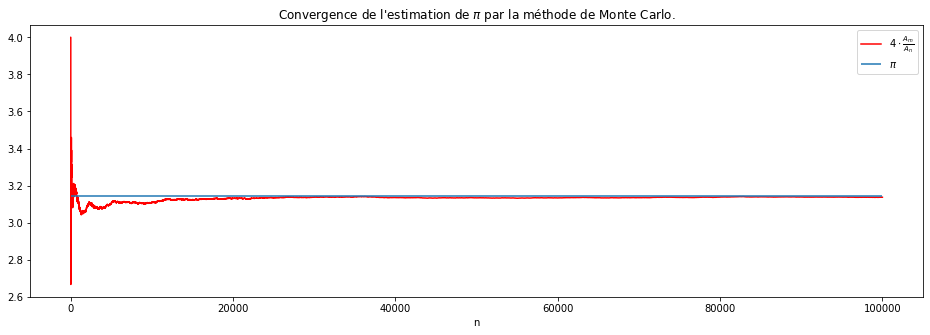 Convergence de l'estimation de π par la méthode de Monte Carlo.
4.0
3.8
3.6
3.4
3.2
3.0
2.8
2.6
4 · A_m/A_n
π
0 20000 40000 60000 80000 100000
n